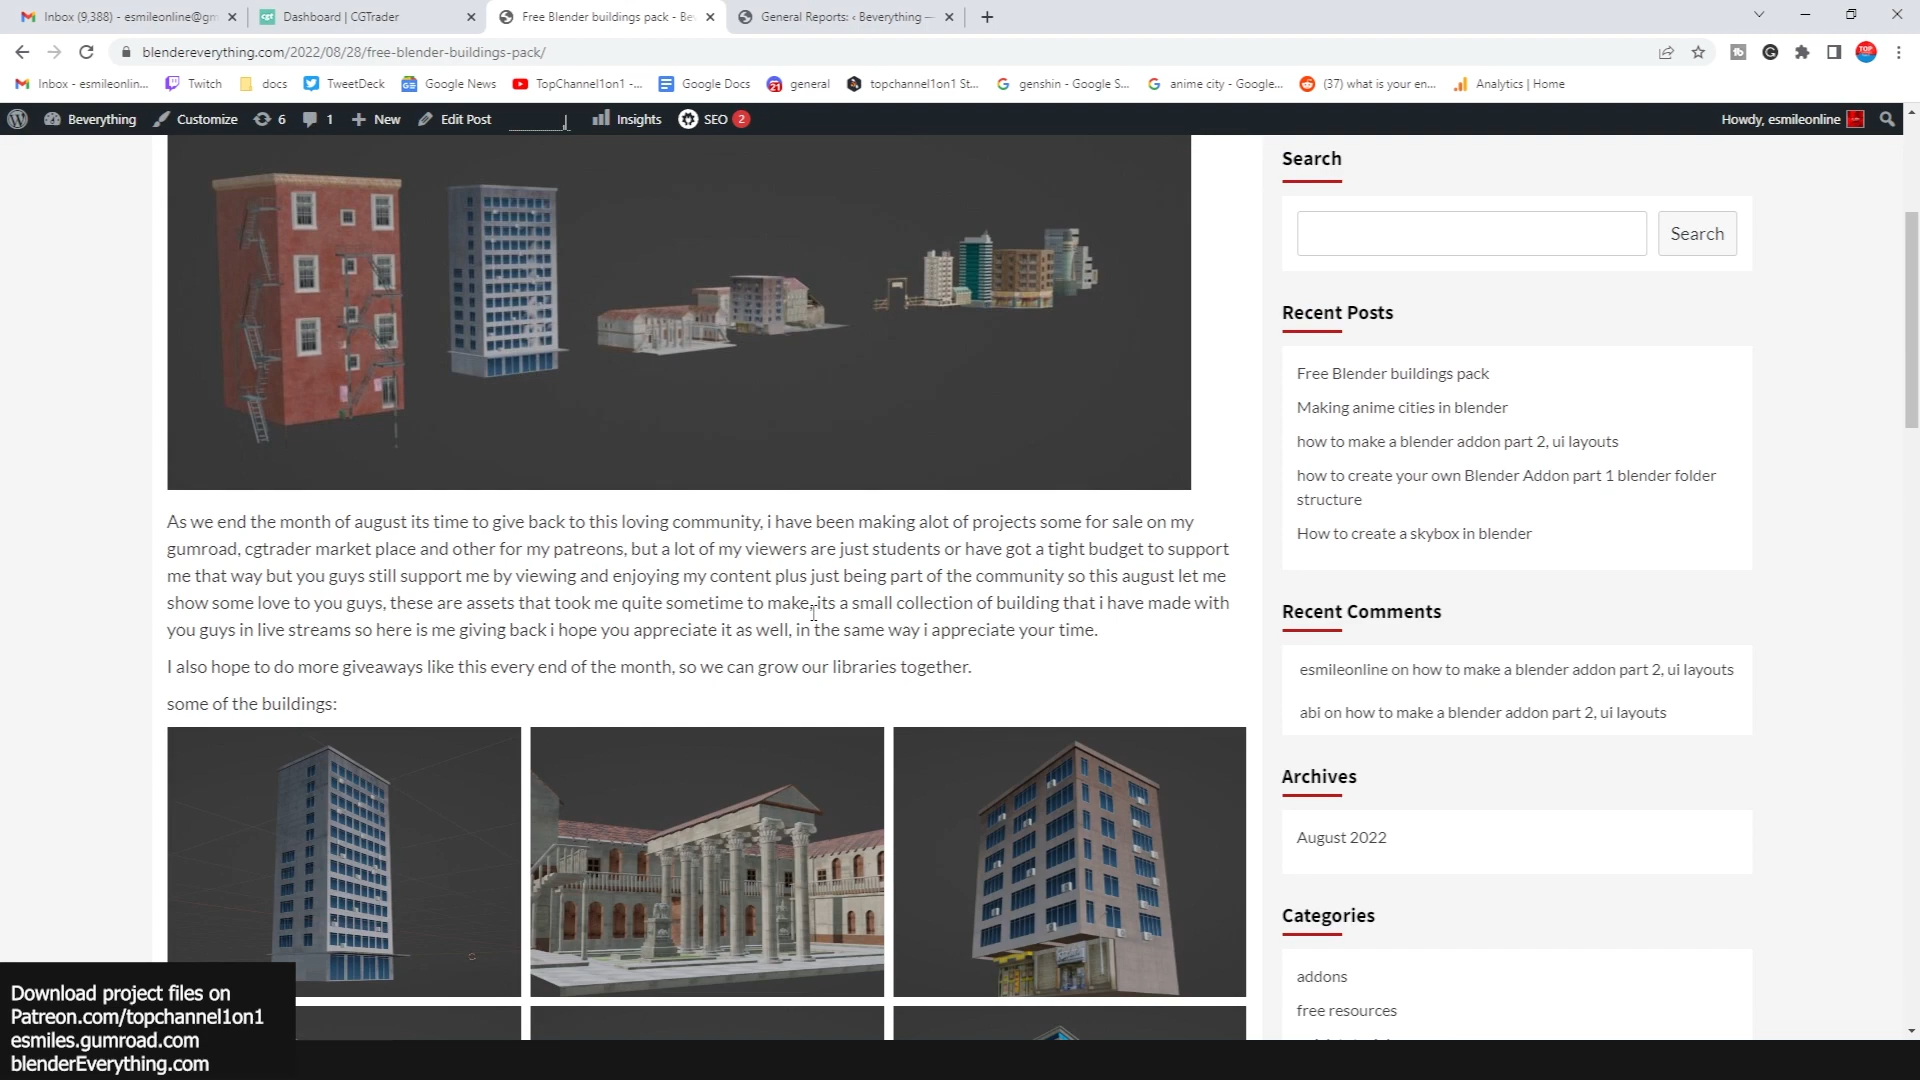 Inbox (9,388) - esmileonline@gm
Dashboard | CGTrader
Free Blender buildings pack - Be
General Reports: ‹ Beverything —
blendereverything.com/2022/08/28/free-blender-buildings-pack/
Inbox - esmileonlin...
Twitch
docs
TweetDeck
Google News
TopChannel1on1 -...
Google Docs
general
topchannel1on1 St...
genshin - Google S...
anime city - Google...
(37) what is your en...
Analytics | Home
Beverything
Customize
6
1
New
Edit Post
Insights
SEO 2
Howdy, esmileonline
Search
Search
Recent Posts
Free Blender buildings pack
Making anime cities in blender
how to make a blender addon part 2, ui layouts
how to create your own Blender Addon part 1 blender folder
structure
How to create a skybox in blender
As we end the month of august its time to give back to this loving community, i have been making alot of projects some for sale on my
gumroad, cgtrader market place and other for my patreons, but a lot of my viewers are just students or have got a tight budget to support
me that way but you guys still support me by viewing and enjoying my content plus just being part of the community so this august let me
show some love to you guys, these are assets that took me quite sometime to make, its a small collection of building that i have made with
you guys in live streams so here is me giving back i hope you appreciate it as well, in the same way i appreciate your time.
I also hope to do more giveaways like this every end of the month, so we can grow our libraries together.
some of the buildings:
Recent Comments
esmileonline on how to make a blender addon part 2, ui layouts
abi on how to make a blender addon part 2, ui layouts
Archives
August 2022
Categories
addons
free resources
Download project files on
Patreon.com/topchannel1on1
esmiles.gumroad.com
blenderEverything.com